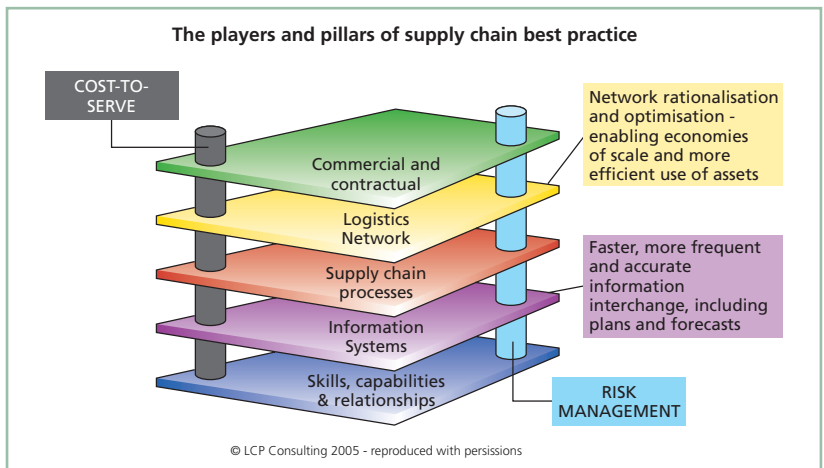 The players and pillars of supply chain best practice
COST-TO-
SERVE
Commercial and
contractual
Logistics
Network
Supply chain
processes
Information
Systems
Skills, capabilities
& relationships
Network rationalisation
and optimisation -
enabling economies
of scale and more
efficient use of assets
Faster, more frequent
and accurate
information
interchange, including
plans and forecasts
RISK
MANAGEMENT
© LCP Consulting 2005 - reproduced with persissions